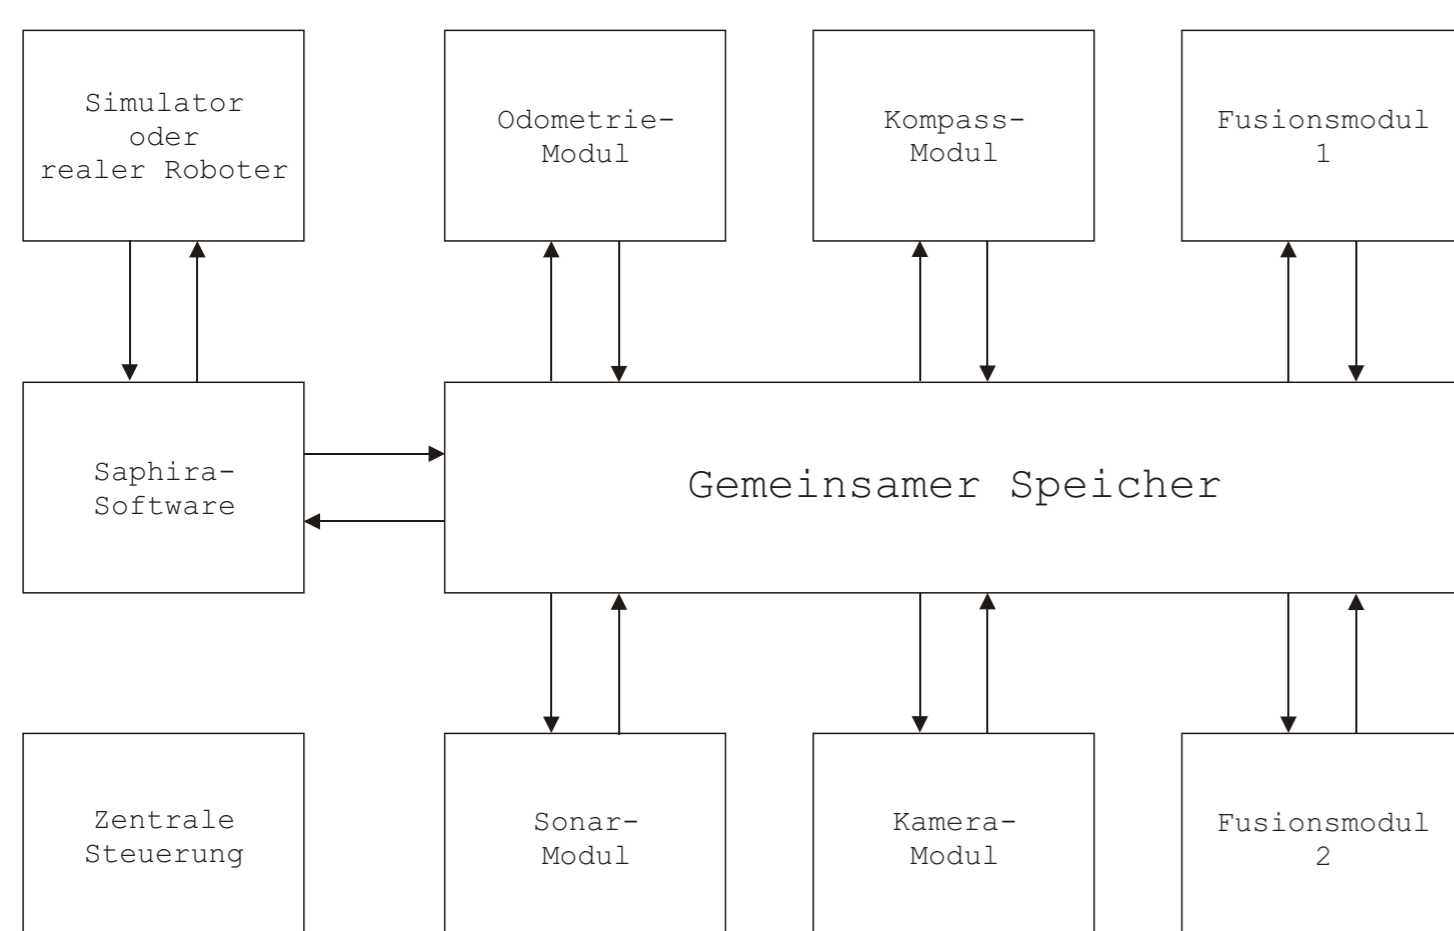 Simulator
oder
realer Roboter
Odometrie-
Modul
Kompass-
Modul
Fusionsmodul
1
Saphira-
Software
Gemeinsamer Speicher
Zentrale
Steuerung
Sonar-
Modul
Kamera-
Modul
Fusionsmodul
2